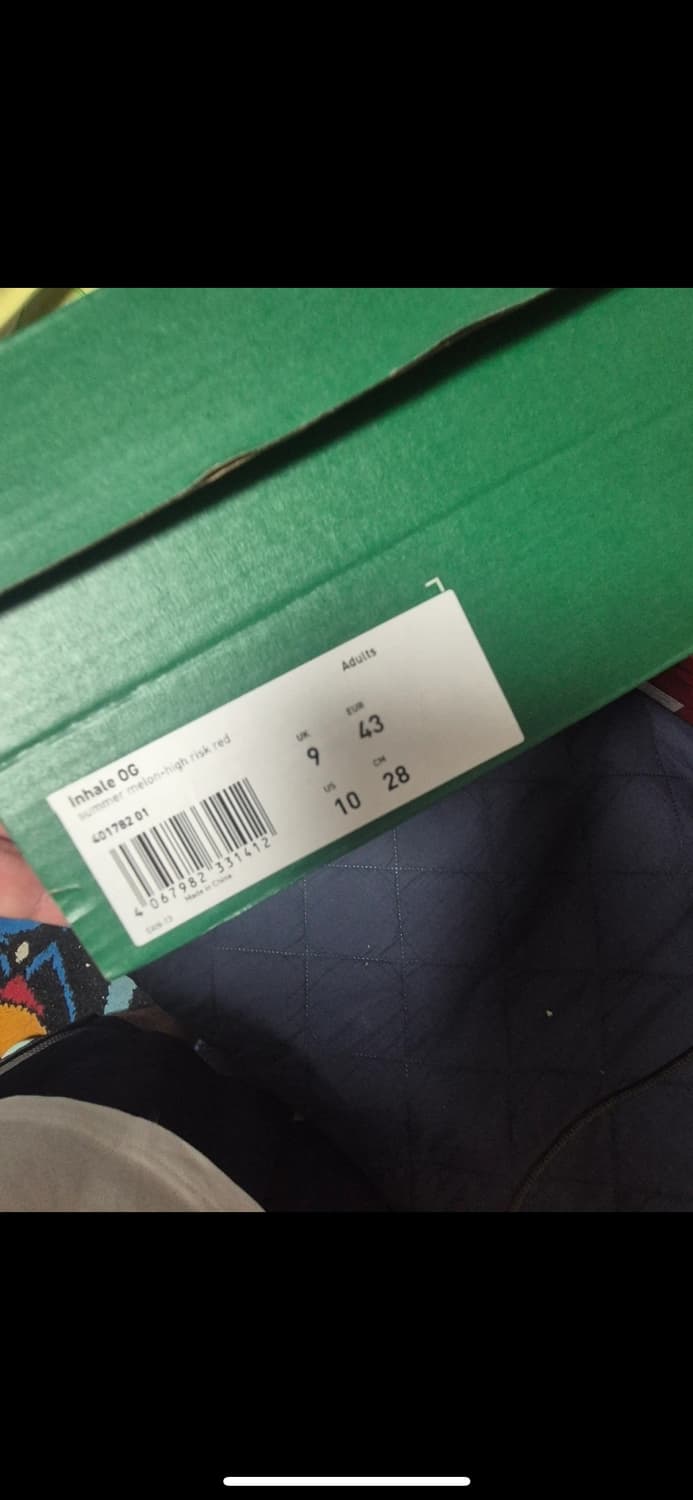 Adults
Inhale OG
summer melon-high risk red
401782 01
UK
EUR
9
43
US
CM
10
28
4 067982 331412
Made in China